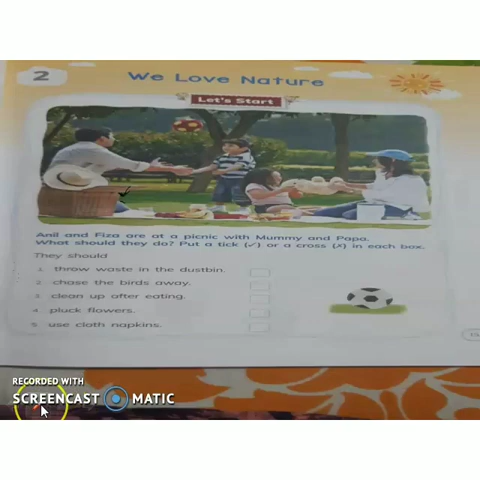 2
We Love Nature
Let's Start
Anil and Fiza are at a picnic with Mummy and Papa.
What should they do? Put a tick (✓) or a cross (✗) in each box.
They should
1. throw waste in the dustbin.
2. chase the birds away.
3. clean up after eating.
4. pluck flowers.
5. use cloth napkins.
RECORDED WITH
SCREENCAST MATIC